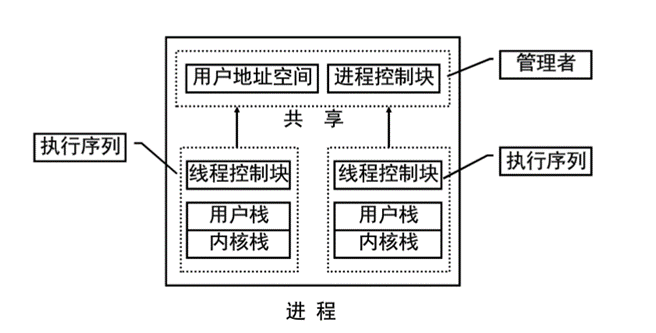 管理者
用户地址空间 进程控制块
共 享
执行序列
执行序列
线程控制块 线程控制块
用户栈 用户栈
内核栈 内核栈
进 程